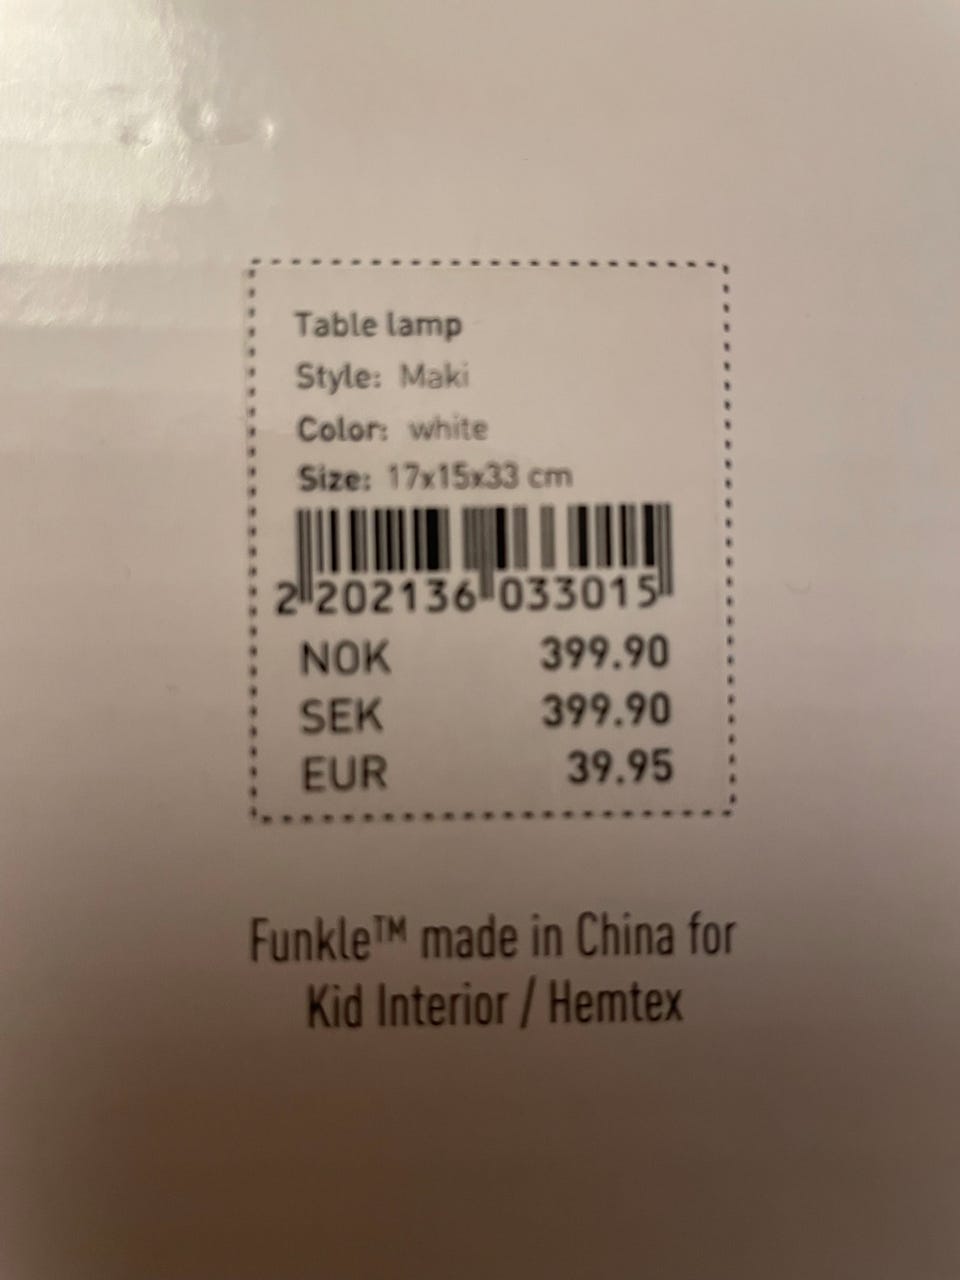 Table lamp
Style: Maki
Color: white
Size: 17x15x33 cm
2 202136 033015
NOK 399.90
SEK 399.90
EUR 39.95
Funkle™ made in China for
Kid Interior / Hemtex